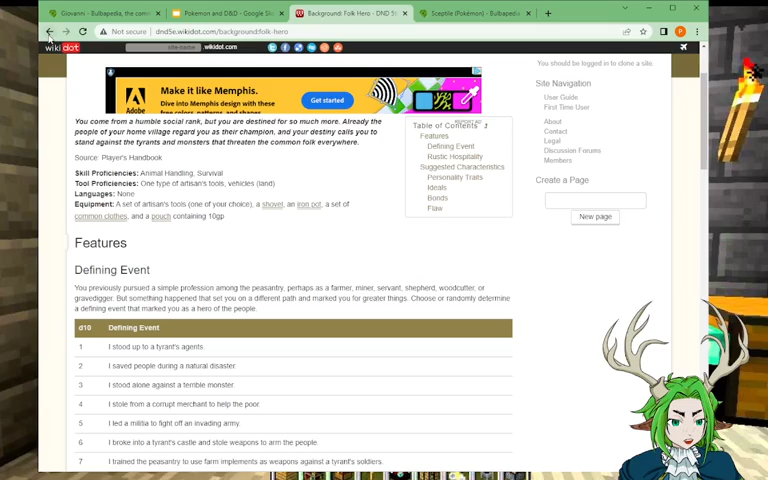 Giovanni - Bulbapedia, the comm
Pokemon and D&D - Google Slid
Background: Folk Hero - DND 5t
Sceptile (Pokémon) - Bulbapedi
Not secure
dnd5e.wikidot.com/background:folk-hero
P
wikidot
site-name
.wikidot.com
You should be logged in to clone a site.
Adobe
Make it like Memphis.
Dive into Memphis design with these
Get started
REPORT AD
You come from a humble social rank, but you are destined for so much more. Already the
people of your home village regard you as their champion, and your destiny calls you to
stand against the tyrants and monsters that threaten the common folk everywhere.
Source: Player's Handbook
Skill Proficiencies: Animal Handling, Survival
Tool Proficiencies: One type of artisan's tools, vehicles (land)
Languages: None
Equipment: A set of artisan's tools (one of your choice), a shovel, an iron pot, a set of
common clothes, and a pouch containing 10gp
Table of Contents
Features
Defining Event
Rustic Hospitality
Suggested Characteristics
Personality Traits
Ideals
Bonds
Flaw
Site Navigation
User Guide
First Time User
About
Contact
Legal
Discussion Forums
Members
Create a Page
New page
Features
Defining Event
You previously pursued a simple profession among the peasantry, perhaps as a farmer, miner, servant, shepherd, woodcutter, or
gravedigger. But something happened that set you on a different path and marked you for greater things. Choose or randomly determine
a defining event that marked you as a hero of the people.
d10 Defining Event
1 I stood up to a tyrant's agents.
2 I saved people during a natural disaster.
3 I stood alone against a terrible monster.
4 I stole from a corrupt merchant to help the poor.
5 I led a militia to fight off an invading army.
6 I broke into a tyrant's castle and stole weapons to arm the people.
7 I trained the peasantry to use farm implements as weapons against a tyrant's soldiers.